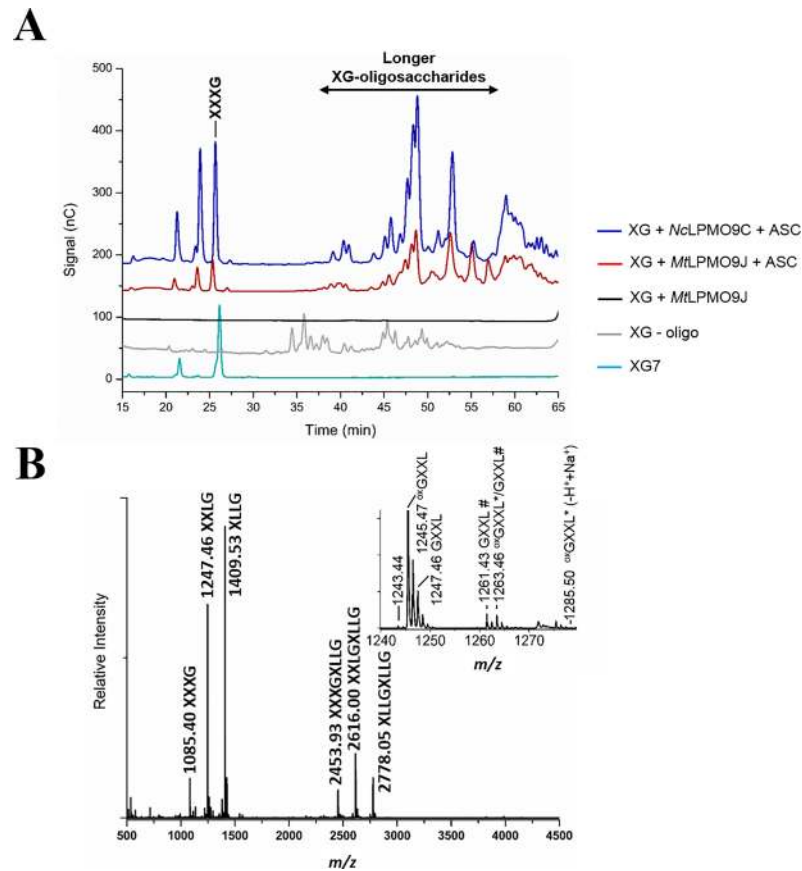 A
Longer
XG-oligosaccharides
XXXG
500
400
300
200
100
0
Signal (nC)
15 20 25 30 35 40 45 50 55 60 65
Time (min)
XG + NcLPMO9C + ASC
XG + MtLPMO9J + ASC
XG + MtLPMO9J
XG - oligo
XG7
B
Relative Intensity
1085.40 XXXG
1247.46 XXLG
1409.53 XLLG
2453.93 XXXGXLLG
2616.00 XXLGXLLG
2778.05 XLLGXLLG
500 1000 1500 2000 2500 3000 3500 4000 4500
m/z
1243.44
1245.47 oxGXXL
1247.46 GXXL
1261.43 GXXL #
1263.46 oxGXXL*/GXXL#
1285.50 oxGXXL* (-H⁺+Na⁺)
1240 1250 1260 1270
m/z